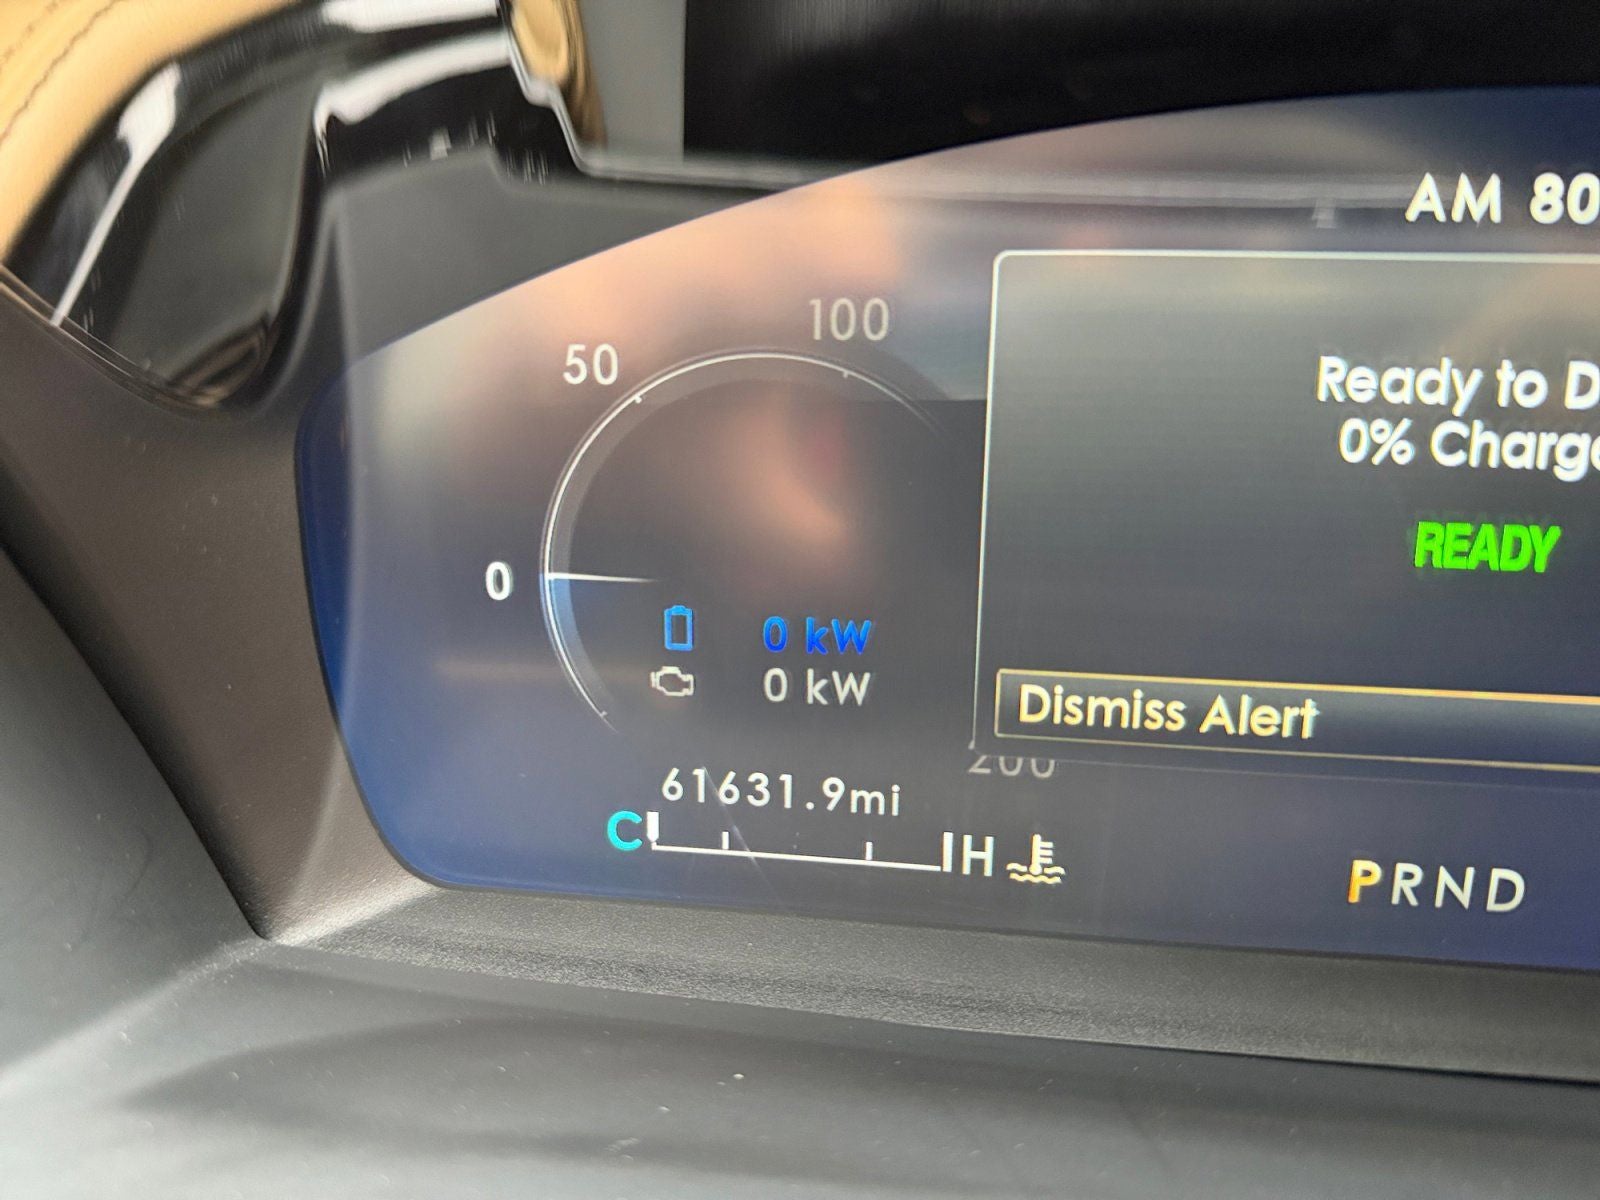 AM 80
100
50
Ready to D
0% Charge
READY
0
0 kW
0 kW
Dismiss Alert
200
61631.9mi
C H
PRND